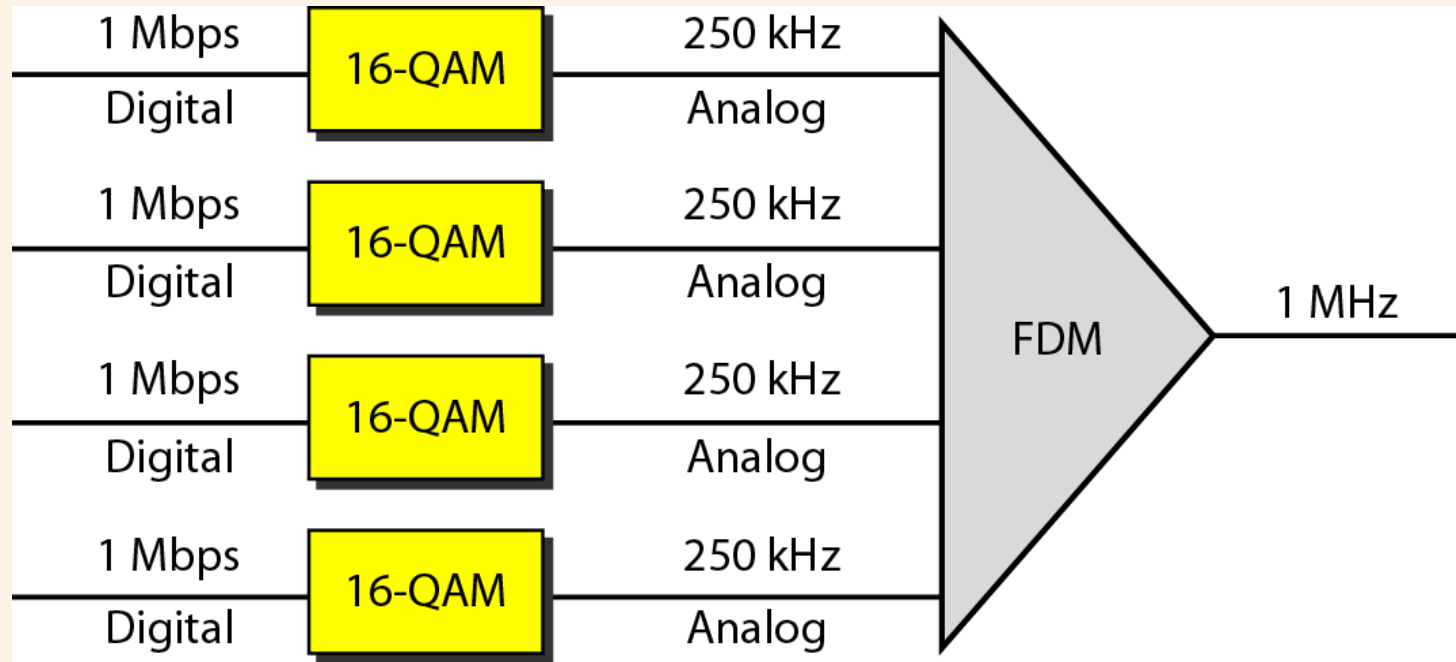 1 Mbps
Digital
16-QAM
250 kHz
Analog
1 Mbps
Digital
16-QAM
250 kHz
Analog
1 Mbps
Digital
16-QAM
250 kHz
Analog
1 Mbps
Digital
16-QAM
250 kHz
Analog
FDM
1 MHz